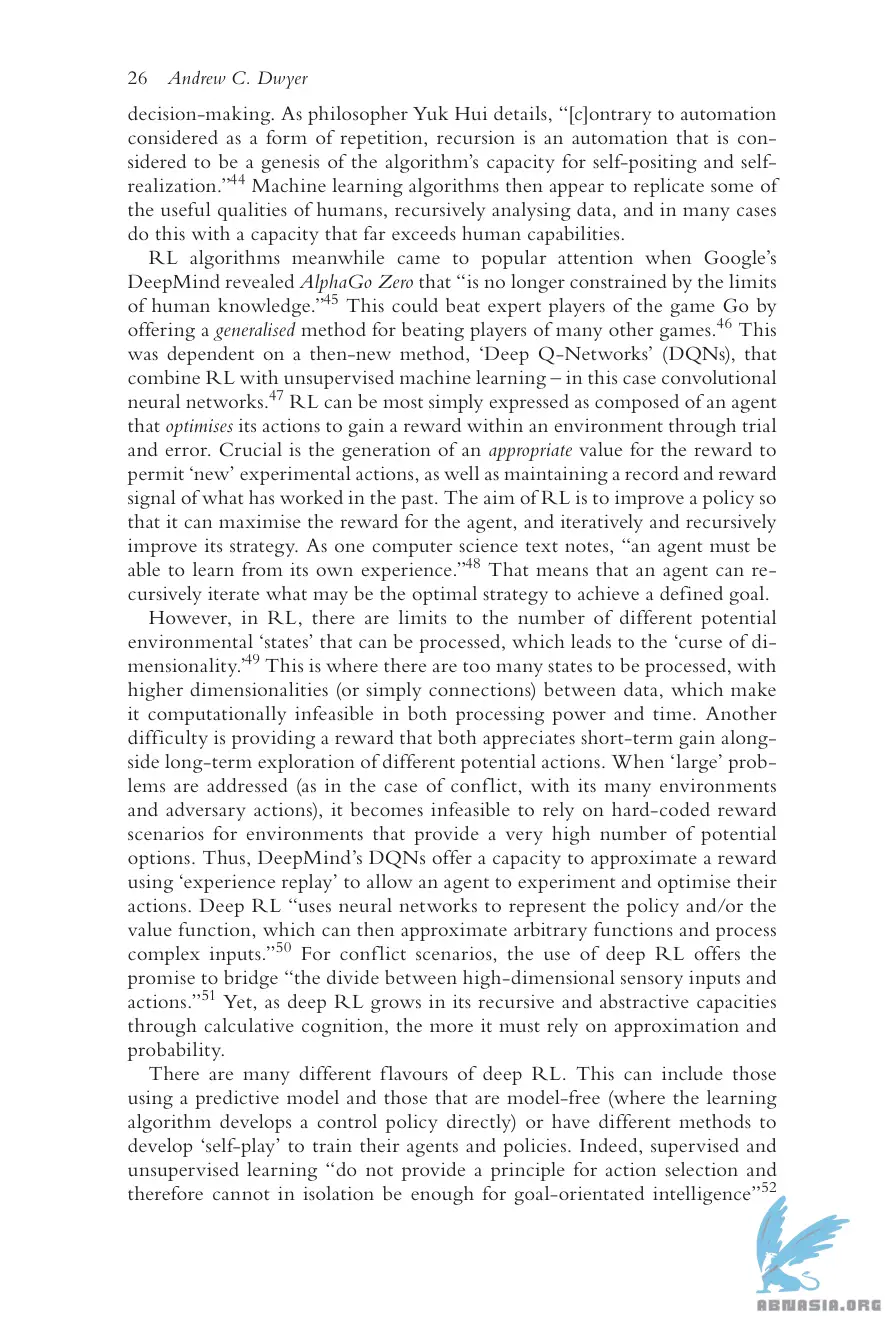 26 Andrew C. Dwyer
decision-making. As philosopher Yuk Hui details, “[c]ontrary to automation
considered as a form of repetition, recursion is an automation that is con-
sidered to be a genesis of the algorithm’s capacity for self-positing and self-
realization.”44 Machine learning algorithms then appear to replicate some of
the useful qualities of humans, recursively analysing data, and in many cases
do this with a capacity that far exceeds human capabilities.
RL algorithms meanwhile came to popular attention when Google’s
DeepMind revealed AlphaGo Zero that “is no longer constrained by the limits
of human knowledge.”45 This could beat expert players of the game Go by
offering a generalised method for beating players of many other games.46 This
was dependent on a then-new method, ‘Deep Q-Networks’ (DQNs), that
combine RL with unsupervised machine learning – in this case convolutional
neural networks.47 RL can be most simply expressed as composed of an agent
that optimises its actions to gain a reward within an environment through trial
and error. Crucial is the generation of an appropriate value for the reward to
permit ‘new’ experimental actions, as well as maintaining a record and reward
signal of what has worked in the past. The aim of RL is to improve a policy so
that it can maximise the reward for the agent, and iteratively and recursively
improve its strategy. As one computer science text notes, “an agent must be
able to learn from its own experience.”48 That means that an agent can re-
cursively iterate what may be the optimal strategy to achieve a defined goal.
However, in RL, there are limits to the number of different potential
environmental ‘states’ that can be processed, which leads to the ‘curse of di-
mensionality.’49 This is where there are too many states to be processed, with
higher dimensionalities (or simply connections) between data, which make
it computationally infeasible in both processing power and time. Another
difficulty is providing a reward that both appreciates short-term gain along-
side long-term exploration of different potential actions. When ‘large’ prob-
lems are addressed (as in the case of conflict, with its many environments
and adversary actions), it becomes infeasible to rely on hard-coded reward
scenarios for environments that provide a very high number of potential
options. Thus, DeepMind’s DQNs offer a capacity to approximate a reward
using ‘experience replay’ to allow an agent to experiment and optimise their
actions. Deep RL “uses neural networks to represent the policy and/or the
value function, which can then approximate arbitrary functions and process
complex inputs.”50 For conflict scenarios, the use of deep RL offers the
promise to bridge “the divide between high-dimensional sensory inputs and
actions.”51 Yet, as deep RL grows in its recursive and abstractive capacities
through calculative cognition, the more it must rely on approximation and
probability.
There are many different flavours of deep RL. This can include those
using a predictive model and those that are model-free (where the learning
algorithm develops a control policy directly) or have different methods to
develop ‘self-play’ to train their agents and policies. Indeed, supervised and
unsupervised learning “do not provide a principle for action selection and
therefore cannot in isolation be enough for goal-orientated intelligence”52
ABNASIA.ORG